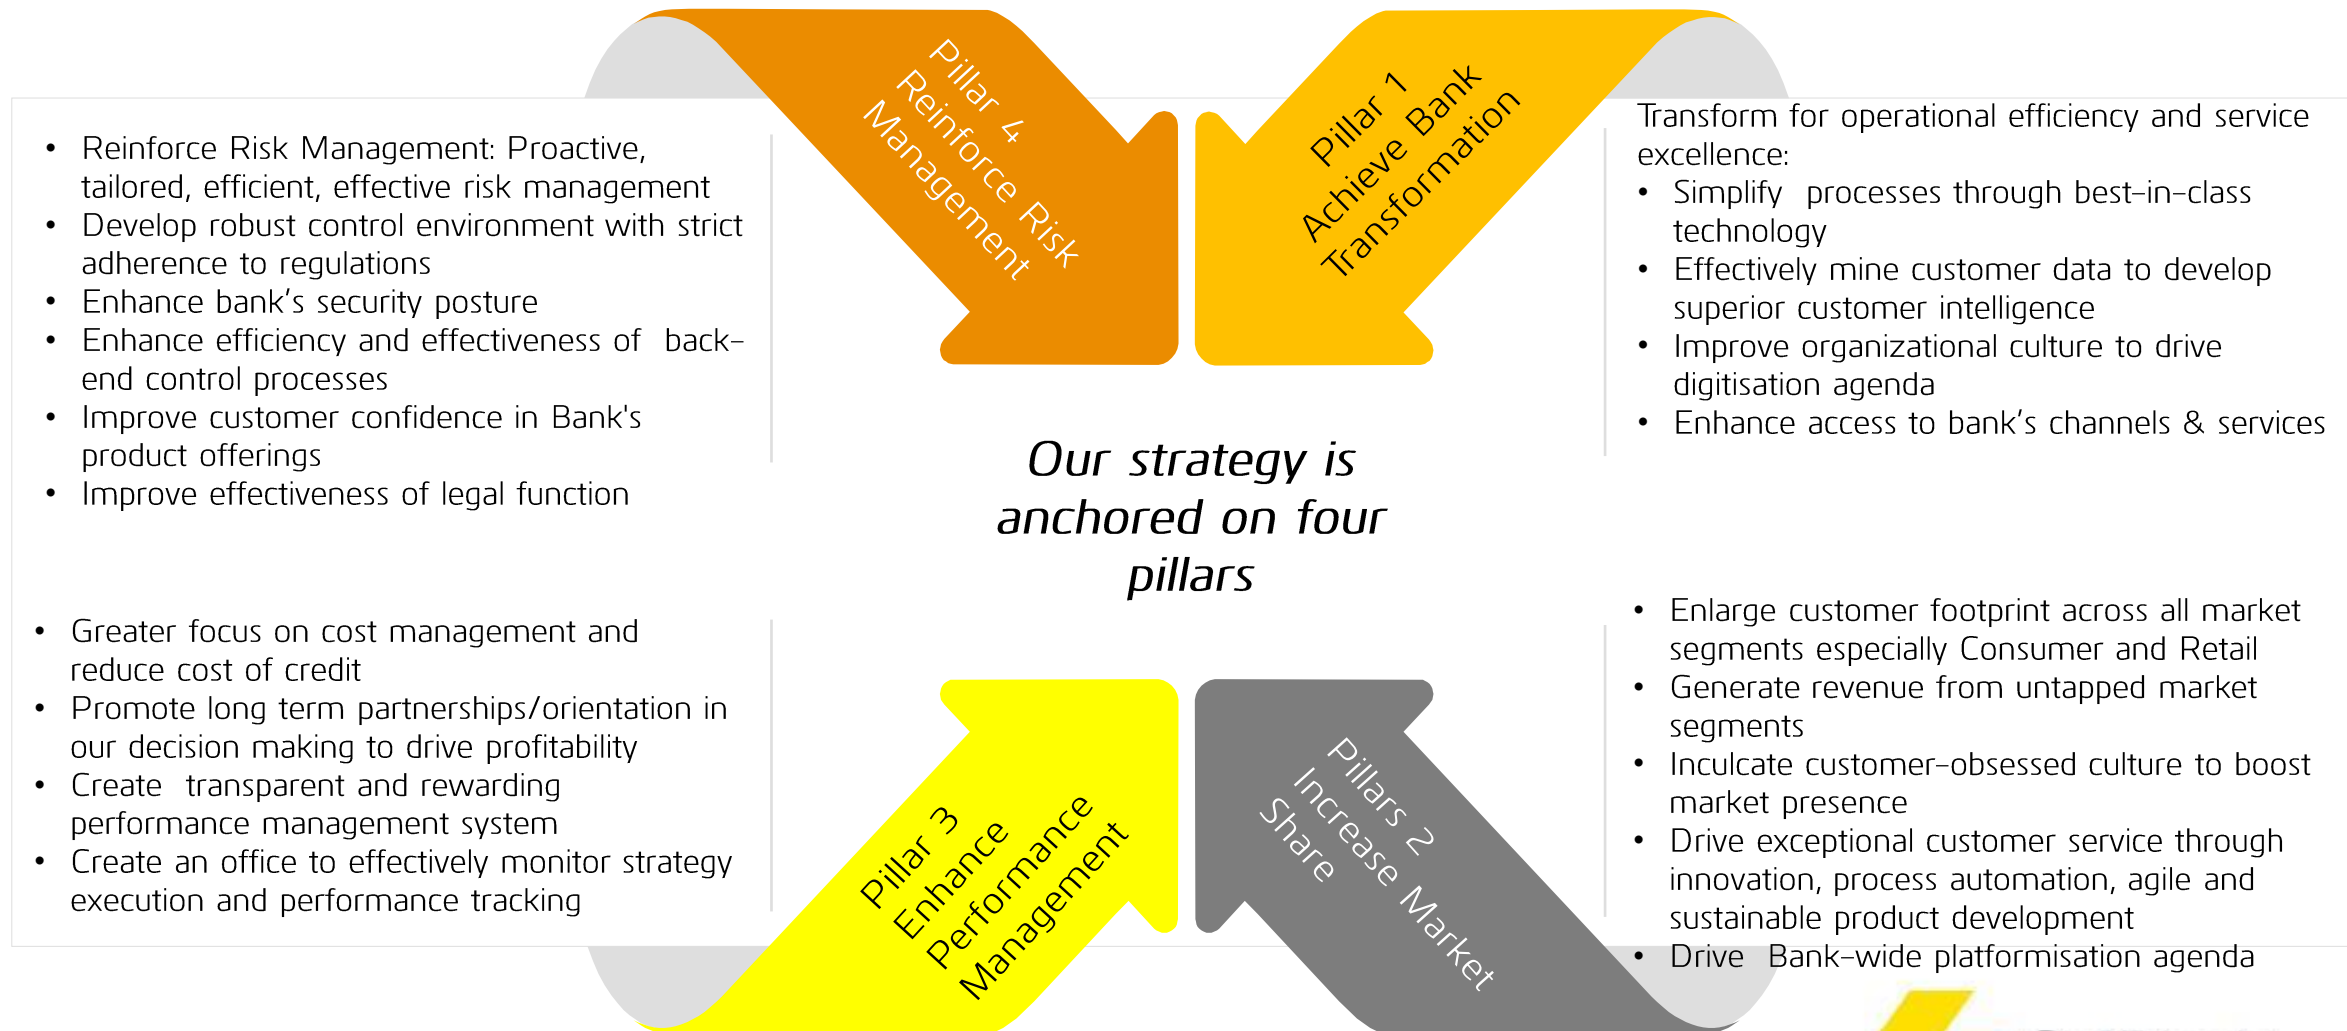 Pillar 4
Reinforce Risk
Management
• Reinforce Risk Management: Proactive,
tailored, efficient, effective risk management
• Develop robust control environment with strict
adherence to regulations
• Enhance bank’s security posture
• Enhance efficiency and effectiveness of back-
end control processes
• Improve customer confidence in Bank's
product offerings
• Improve effectiveness of legal function
Pillar 1
Achieve Bank
Transformation
Transform for operational efficiency and service
excellence:
• Simplify processes through best-in-class
technology
• Effectively mine customer data to develop
superior customer intelligence
• Improve organizational culture to drive
digitisation agenda
• Enhance access to bank’s channels & services
Our strategy is
anchored on four
pillars
• Greater focus on cost management and
reduce cost of credit
• Promote long term partnerships/orientation in
our decision making to drive profitability
• Create transparent and rewarding
performance management system
• Create an office to effectively monitor strategy
execution and performance tracking
Pillar 3
Enhance
Performance
Management
Pillars 2
Increase Market
Share
• Enlarge customer footprint across all market
segments especially Consumer and Retail
• Generate revenue from untapped market
segments
• Inculcate customer-obsessed culture to boost
market presence
• Drive exceptional customer service through
innovation, process automation, agile and
sustainable product development
• Drive Bank-wide platformisation agenda